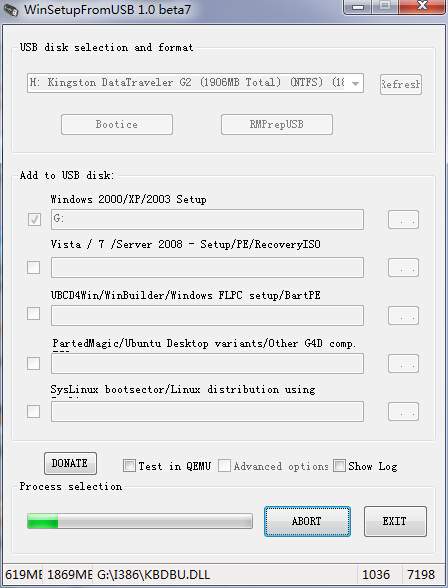 WinSetupFromUSB 1.0 beta7
USB disk selection and format
H: Kingston DataTraveler G2 (1906MB Total) (NTFS) (18
Refresh
Bootice
RMPrepUSB
Add to USB disk:
Windows 2000/XP/2003 Setup
G:
. .
Vista / 7 /Server 2008 - Setup/PE/RecoveryISO
. .
UBCD4Win/WinBuilder/Windows FLPC setup/BartPE
. .
PartedMagic/Ubuntu Desktop variants/Other G4D comp.
. .
SysLinux bootsector/Linux distribution using
. .
DONATE
Test in QEMU
Advanced options
Show Log
Process selection
ABORT
EXIT
619ME 1869ME G:\I386\KBDBU.DLL 1036 7198